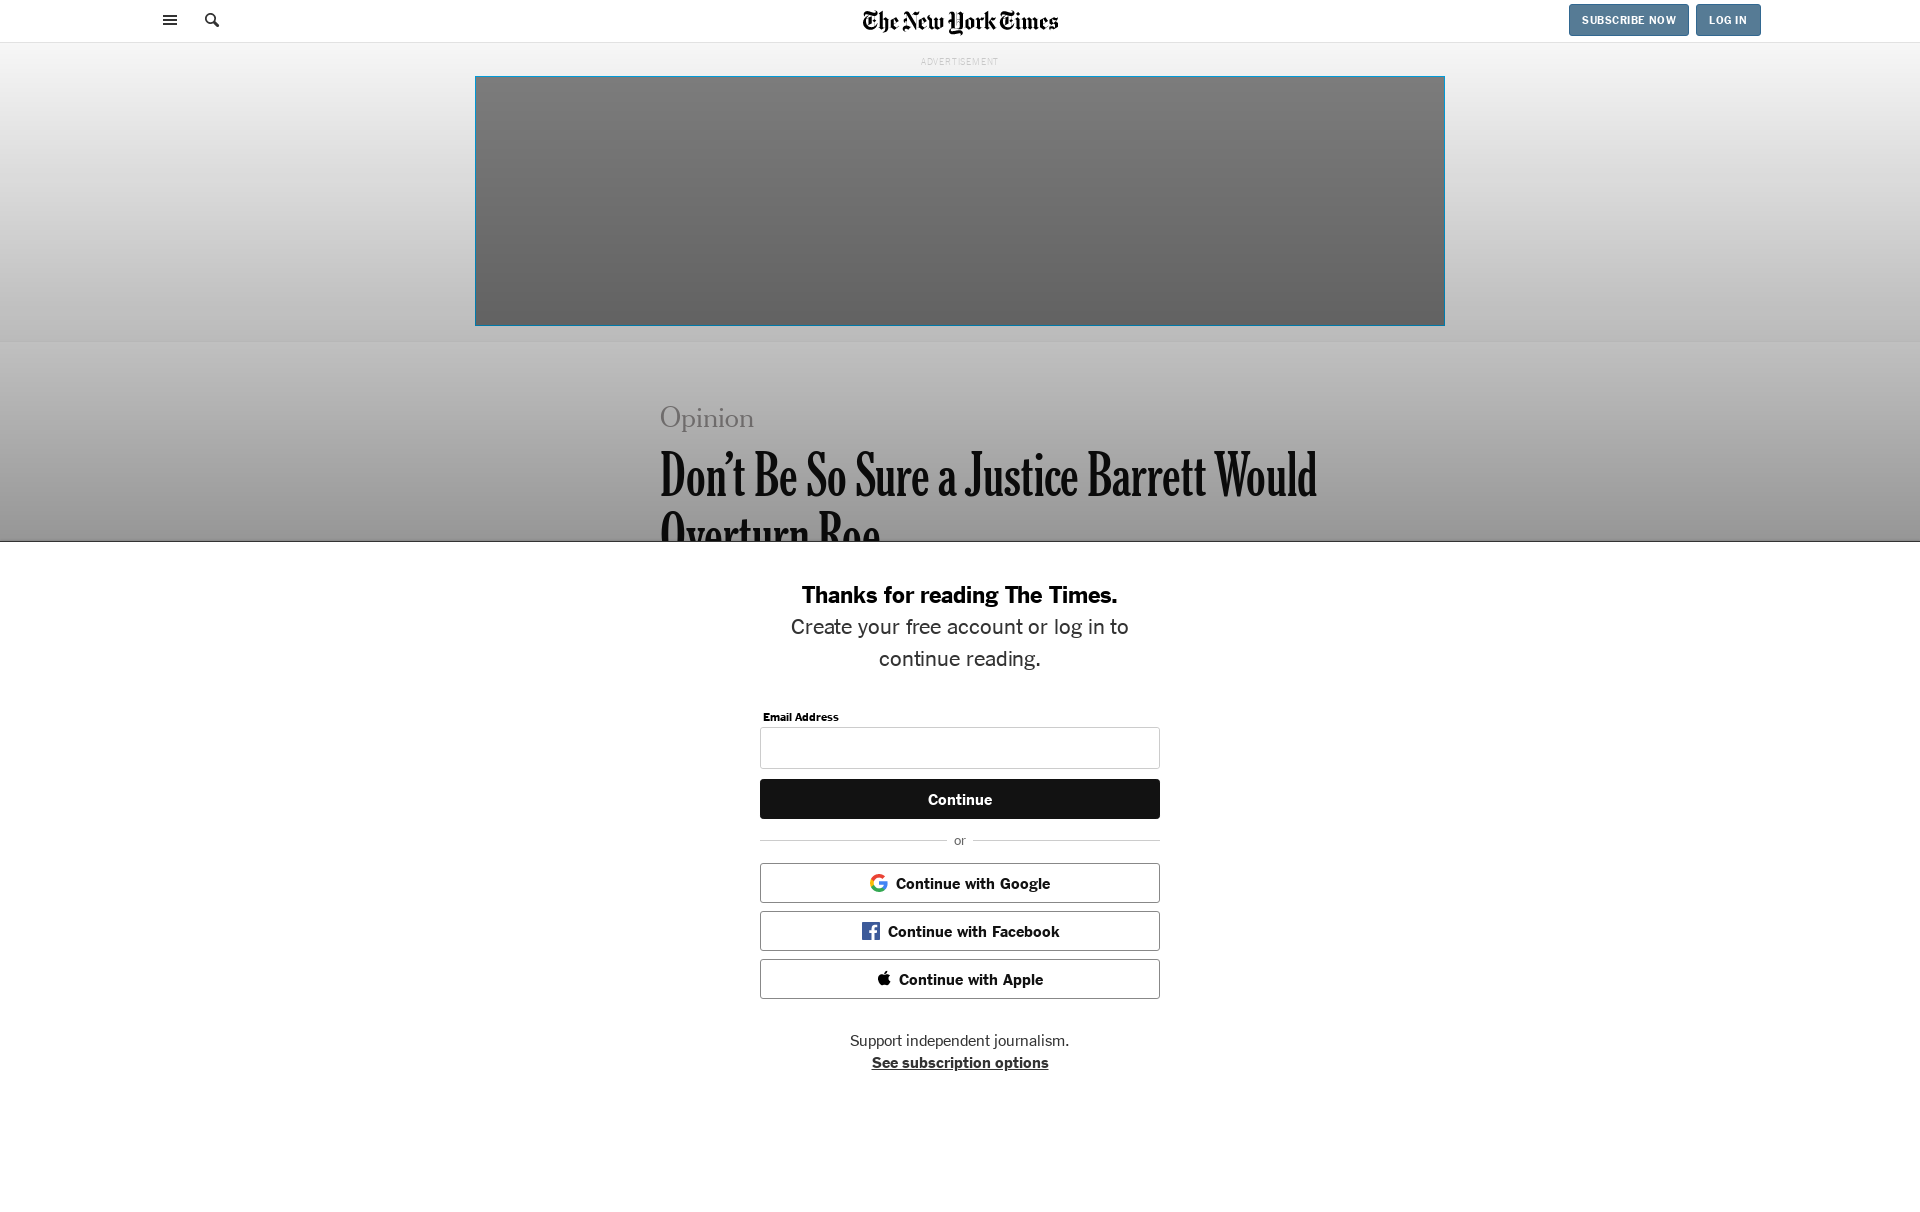 The New York Times
SUBSCRIBE NOW
LOG IN
ADVERTISEMENT
Opinion
Don't Be So Sure a Justice Barrett Would
Overturn Roe
Thanks for reading The Times.
Create your free account or log in to
continue reading.
Email Address
Continue
or
Continue with Google
Continue with Facebook
Continue with Apple
Support independent journalism.
See subscription options